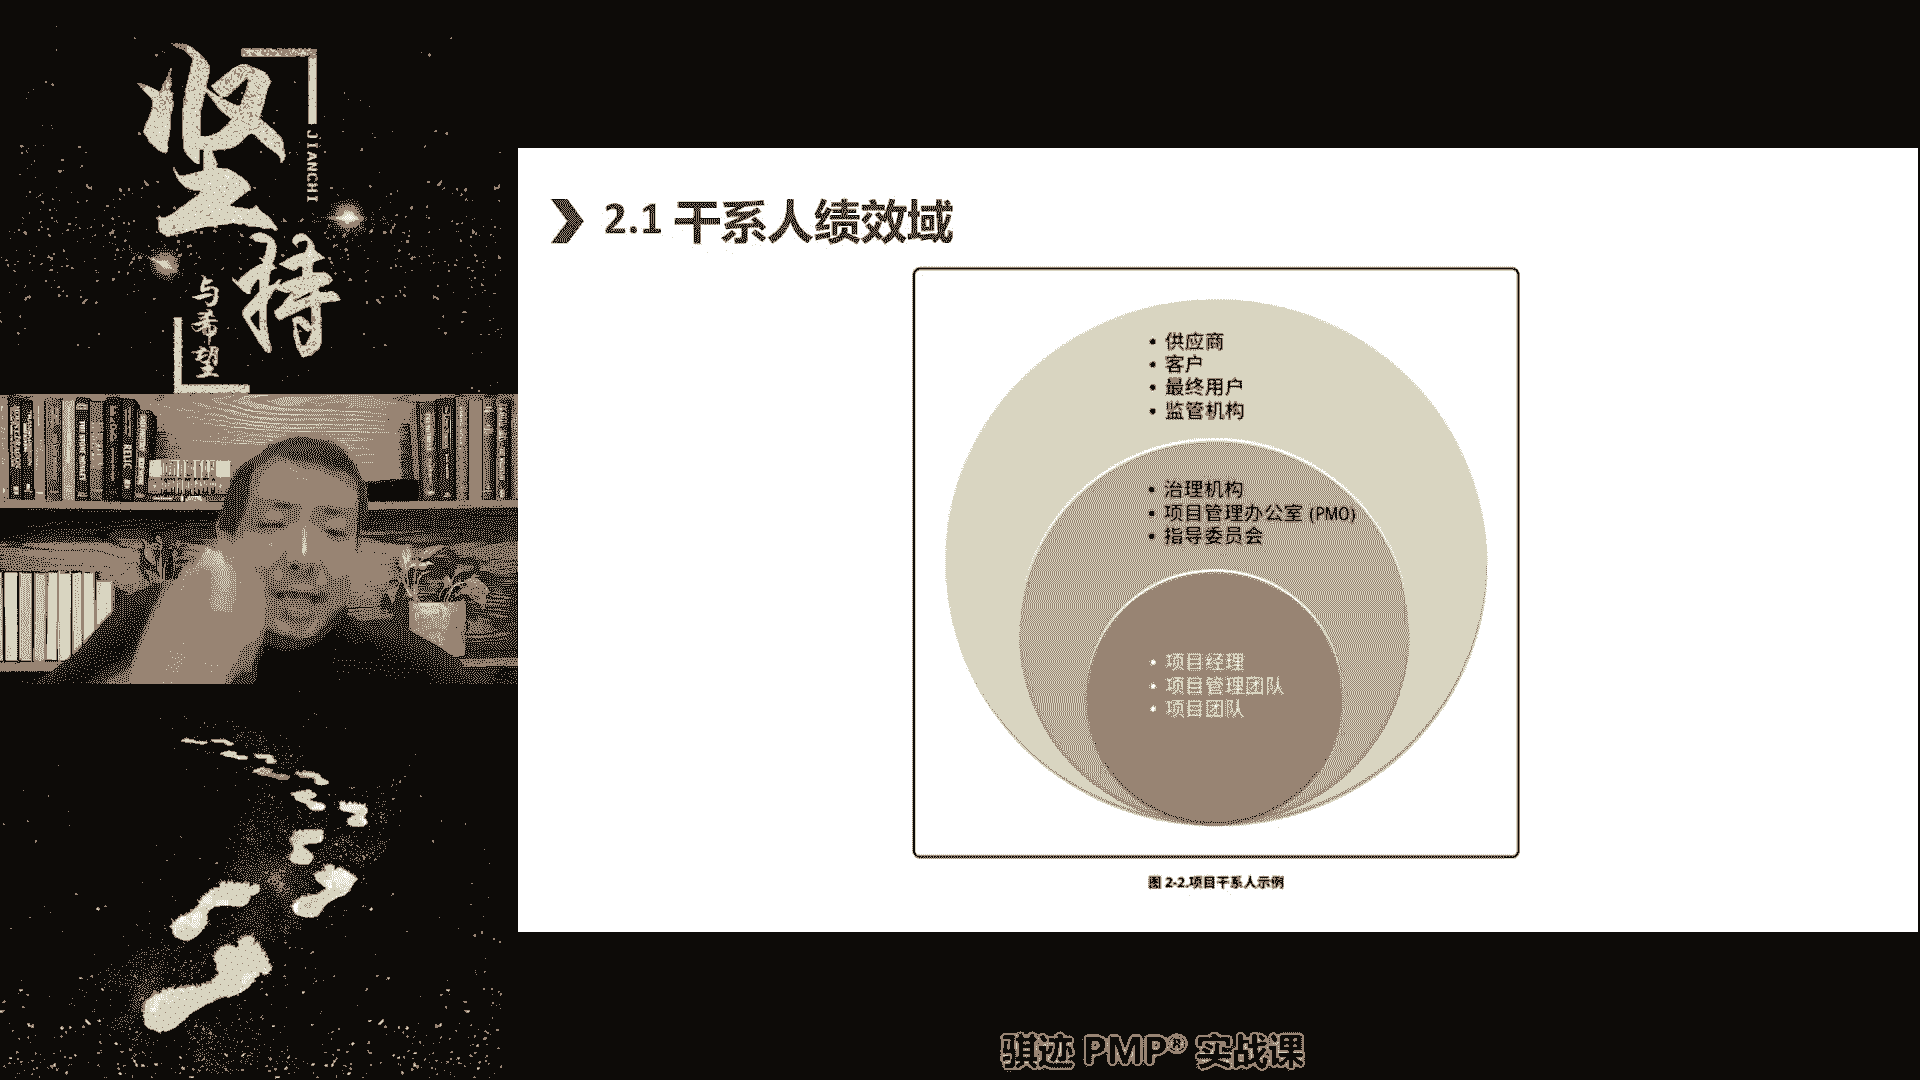 坚持
JIANCHI
与希望
2.1 干系人绩效域
• 供应商
• 客户
• 最终用户
• 监管机构
• 治理机构
• 项目管理办公室 (PMO)
• 指导委员会
• 项目经理
• 项目管理团队
• 项目团队
图 2-2.项目干系人示例
骐迹 PMP® 实战课